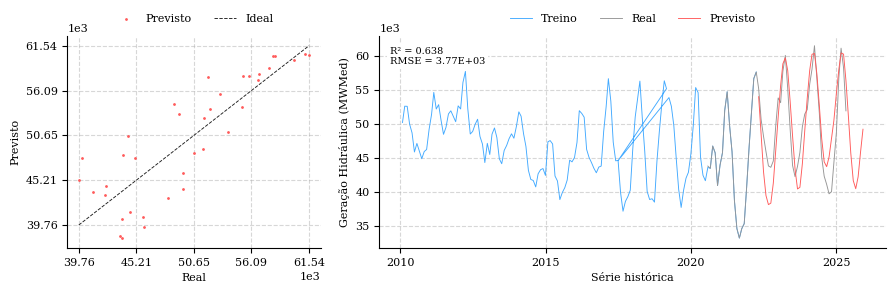 Previsto
Ideal
1e3
61.54
56.09
50.65
45.21
39.76
Previsto
39.76
45.21
50.65
56.09
61.54
Real
1e3
Treino
Real
Previsto
1e3
R² = 0.638
RMSE = 3.77E+03
60
55
50
45
40
35
Geração Hidráulica (MWMed)
2010
2015
2020
2025
Série histórica